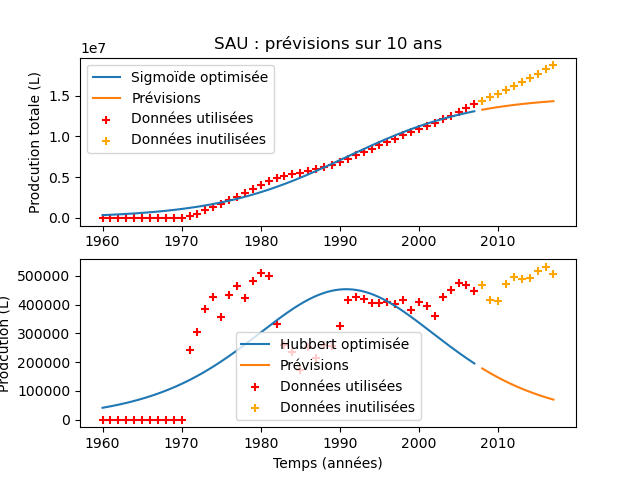 SAU : prévisions sur 10 ans
1e7
Prodcution totale (L)
1.5
1.0
0.5
0.0
Sigmoïde optimisée
Prévisions
Données utilisées
Données inutilisées
1960 1970 1980 1990 2000 2010
Prodcution (L)
500000
400000
300000
200000
100000
0
Hubbert optimisée
Prévisions
Données utilisées
Données inutilisées
1960 1970 1980 1990 2000 2010
Temps (années)